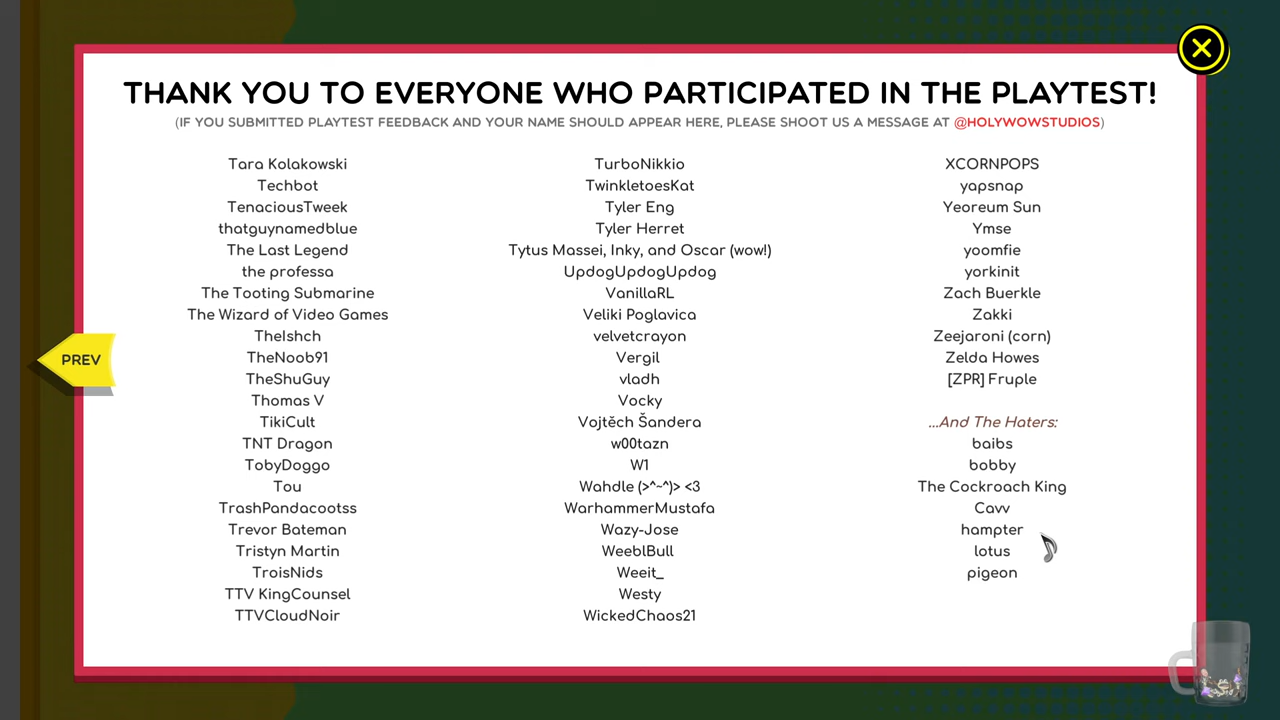 THANK YOU TO EVERYONE WHO PARTICIPATED IN THE PLAYTEST!
(IF YOU SUBMITTED PLAYTEST FEEDBACK AND YOUR NAME SHOULD APPEAR HERE, PLEASE SHOOT US A MESSAGE AT @HOLYWOWSTUDIOS)
Tara Kolakowski
Techbot
TenaciousTweek
thatguynamedblue
The Last Legend
the professa
The Tooting Submarine
The Wizard of Video Games
TheIshch
TheNoob91
TheShuGuy
Thomas V
TikiCult
TNT Dragon
TobyDoggo
Tou
TrashPandacootss
Trevor Bateman
Tristyn Martin
TroisNids
TTV KingCounsel
TTVCloudNoir
TurboNikkio
TwinkletoesKat
Tyler Eng
Tyler Herret
Tytus Massei, Inky, and Oscar (wow!)
UpdogUpdogUpdog
VanillaRL
Veliki Poglavica
velvetcrayon
Vergil
vladh
Vocky
Vojtěch Šandera
w00tazn
W1
Wahdle (>^~^)> <3
WarhammerMustafa
Wazy-Jose
WeeblBull
Weeit_
Westy
WickedChaos21
XCORNPOPS
yapsnap
Yeoreum Sun
Ymse
yoomfie
yorkinit
Zach Buerkle
Zakki
Zeejaroni (corn)
Zelda Howes
[ZPR] Fruple
...And The Haters:
baibs
bobby
The Cockroach King
Cavv
hampter
lotus
pigeon
PREV